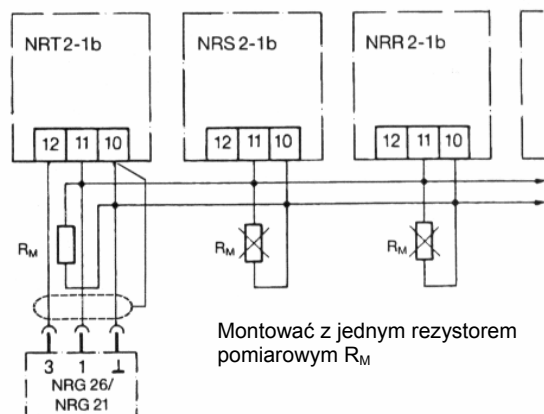 NRT 2-1b NRS 2-1b NRR 2-1b
12 11 10 12 11 10 12 11 10
RM RM RM
Montować z jednym rezystorem
pomiarowym RM
3 1 ⊥
NRG 26/
NRG 21